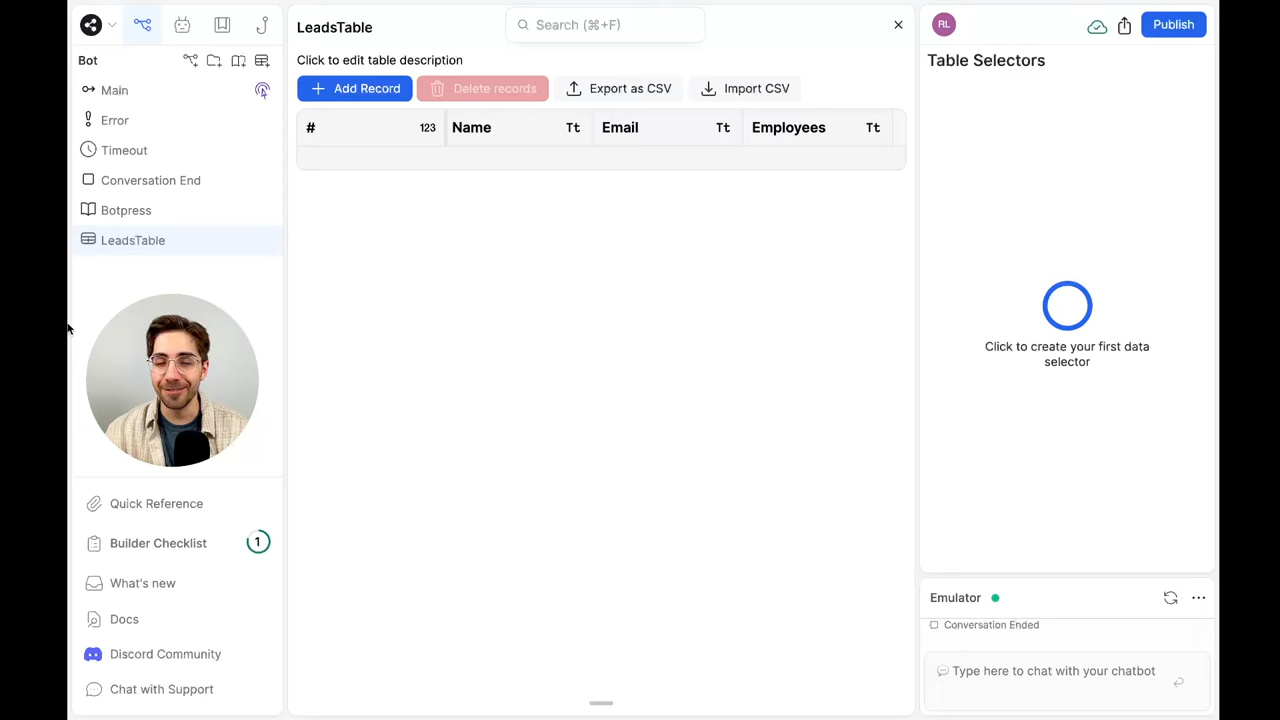 LeadsTable
Search (⌘+F)
RL
Publish
Bot
Click to edit table description
Table Selectors
Main
Add Record
Delete records
Export as CSV
Import CSV
Error
# 123
Name Tt
Email Tt
Employees Tt
Timeout
Conversation End
Botpress
LeadsTable
Click to create your first data
selector
Quick Reference
Builder Checklist
1
What's new
Docs
Discord Community
Chat with Support
Emulator
Conversation Ended
Type here to chat with your chatbot